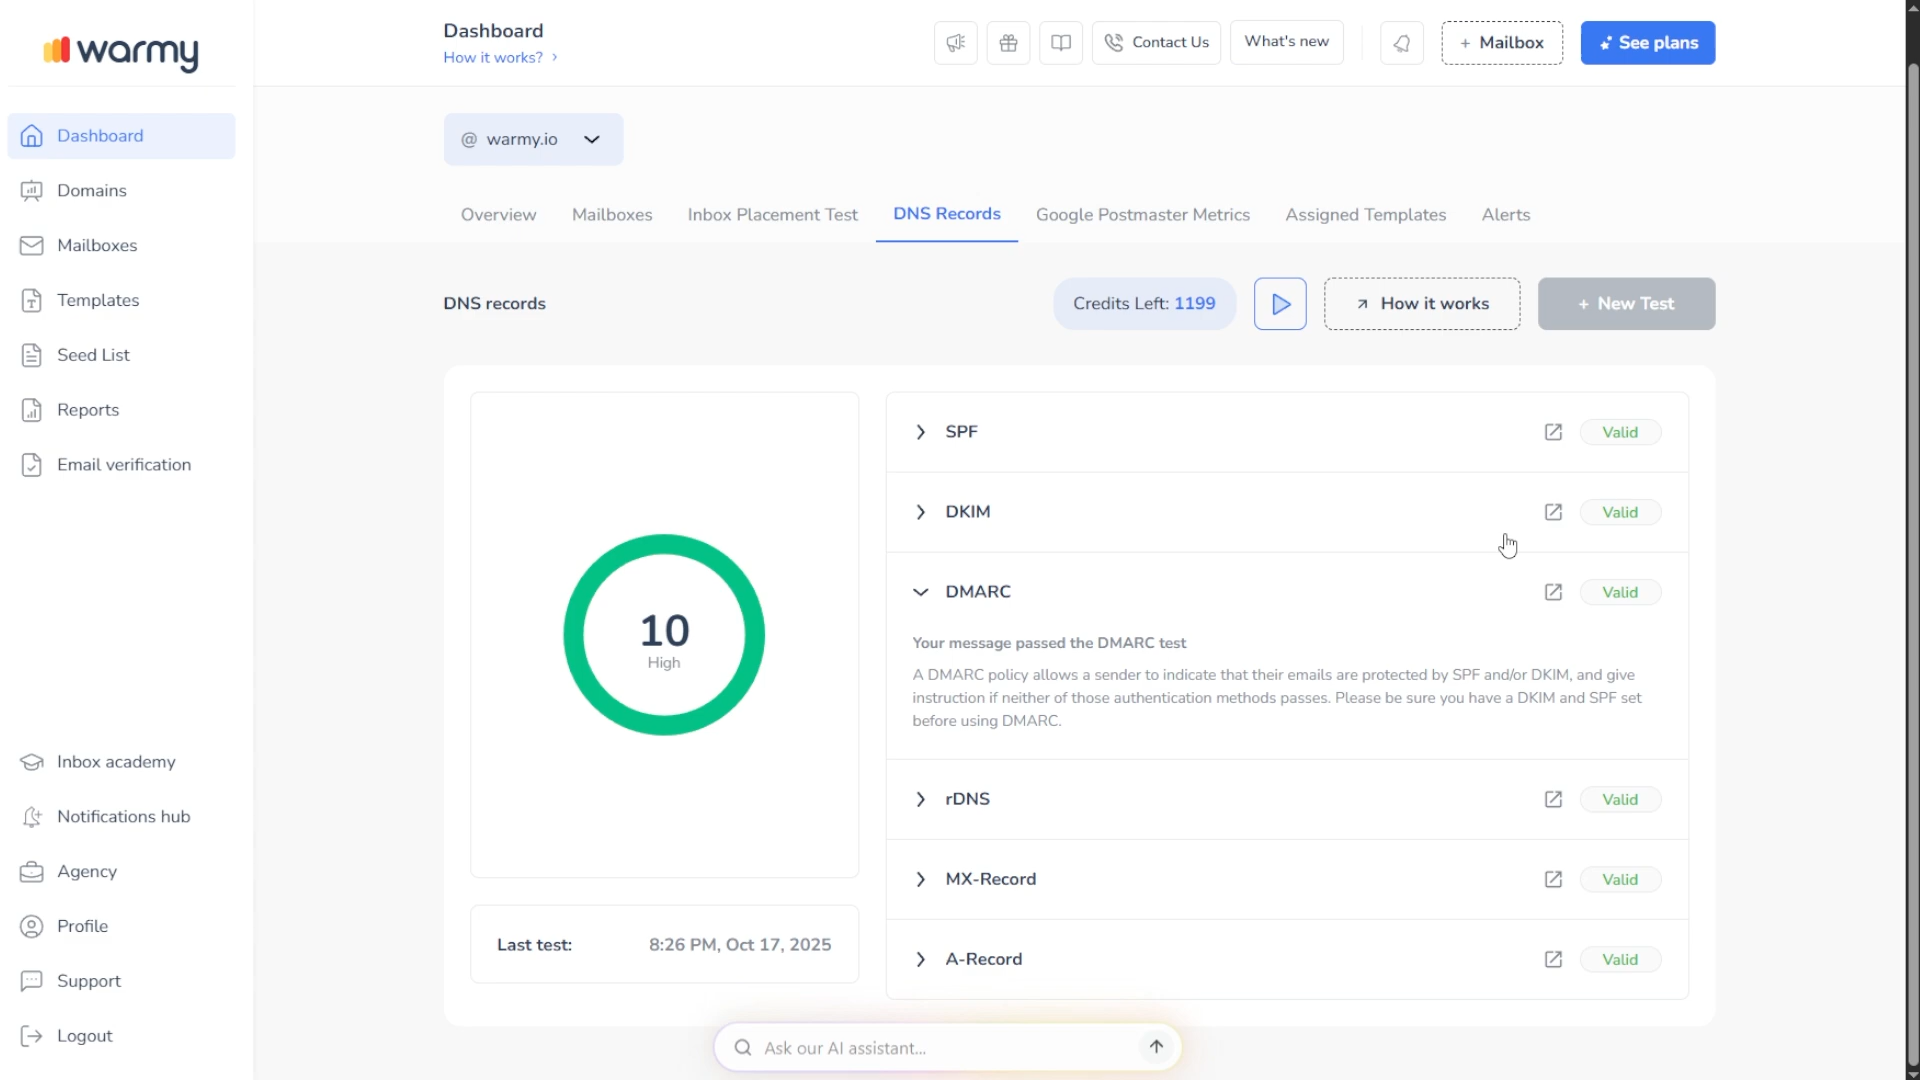 warmy
Dashboard
How it works?
Contact Us
What's new
+ Mailbox
See plans
Dashboard
Domains
Mailboxes
Templates
Seed List
Reports
Email verification
Inbox academy
Notifications hub
Agency
Profile
Support
Logout
@ warmy.io
Overview
Mailboxes
Inbox Placement Test
DNS Records
Google Postmaster Metrics
Assigned Templates
Alerts
DNS records
Credits Left: 1199
How it works
+ New Test
10
High
Last test: 8:26 PM, Oct 17, 2025
SPF
Valid
DKIM
Valid
DMARC
Valid
Your message passed the DMARC test
A DMARC policy allows a sender to indicate that their emails are protected by SPF and/or DKIM, and give
instruction if neither of those authentication methods passes. Please be sure you have a DKIM and SPF set
before using DMARC.
rDNS
Valid
MX-Record
Valid
A-Record
Valid
Ask our AI assistant...